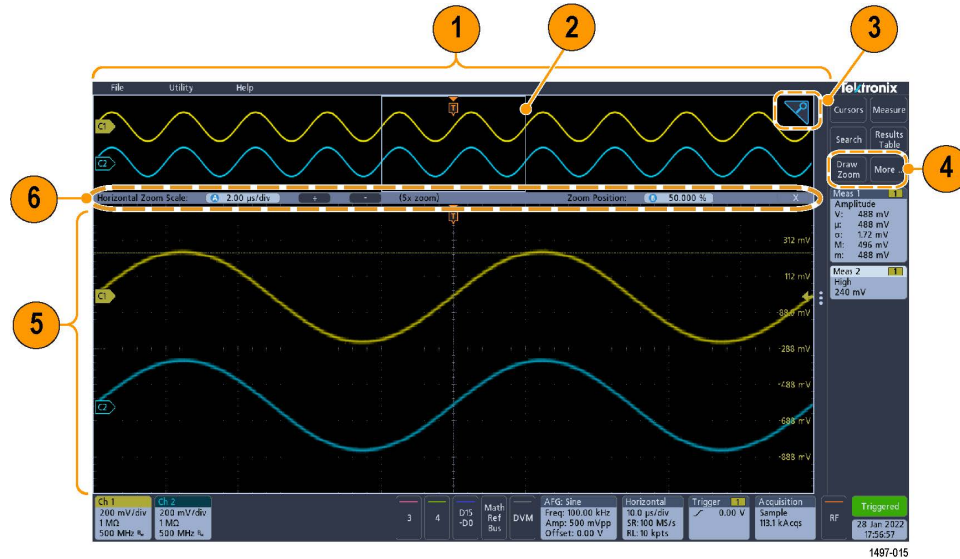 1
2
3
File Utility Help
Tektronix
T
C1
C2
Cursors Measure
Search Results Table
Draw Zoom More ...
4
6
Horizontal Zoom Scale: A 2.00 µs/div + - (5x zoom) Zoom Position: B 50.000 % X
T
Meas 1 1
Amplitude
V: 488 mV
µ: 488 mV
σ: 1.72 mV
M: 496 mV
m: 488 mV
Meas 2 1
High
240 mV
5
C1
C2
312 mV
112 mV
-88.0 mV
-288 mV
-488 mV
-688 mV
-888 mV
Ch 1
200 mV/div
1 MΩ
500 MHz
Ch 2
200 mV/div
1 MΩ
500 MHz
3
4
D15
-D0
Math
Ref
Bus
DVM
AFG: Sine
Freq: 100.00 kHz
Amp: 500 mVpp
Offset: 0.00 V
Horizontal
10.0 µs/div
SR: 100 MS/s
RL: 10 kpts
Trigger 1
0.00 V
Acquisition
Sample
113.1 kAcqs
RF
Triggered
28 Jan 2022
17:56:57
1497-015